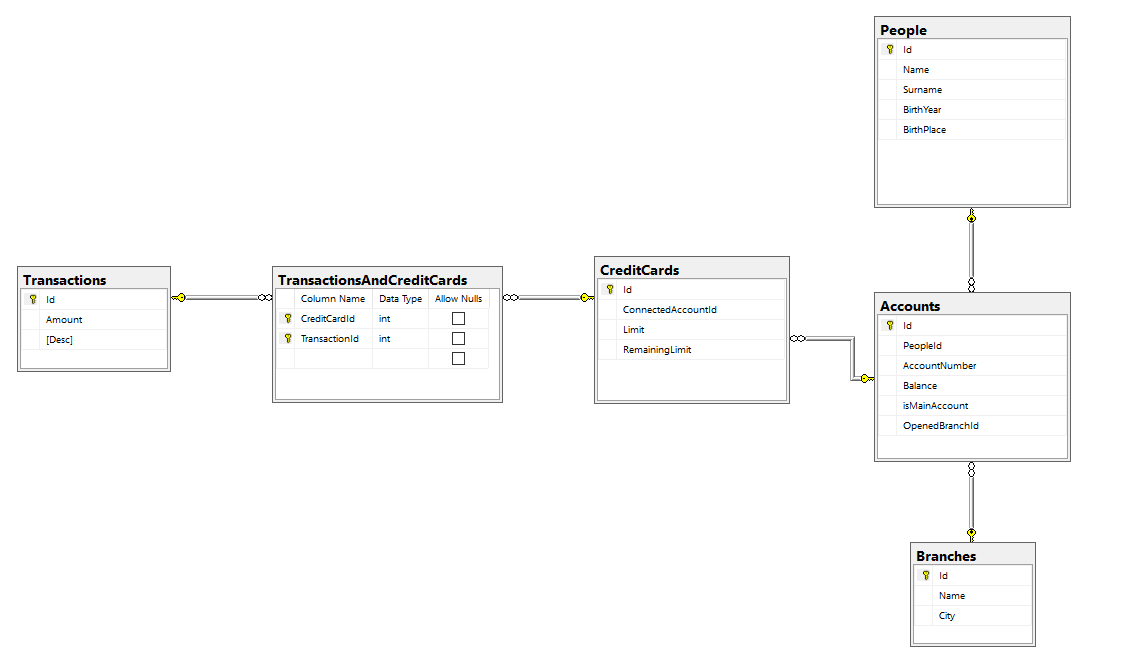 People
Id
Name
Surname
BirthYear
BirthPlace
Transactions
Id
Amount
[Desc]
TransactionsAndCreditCards
Column Name Data Type Allow Nulls
CreditCardId int
TransactionId int
CreditCards
Id
ConnectedAccountId
Limit
RemainingLimit
Accounts
Id
PeopleId
AccountNumber
Balance
isMainAccount
OpenedBranchId
Branches
Id
Name
City